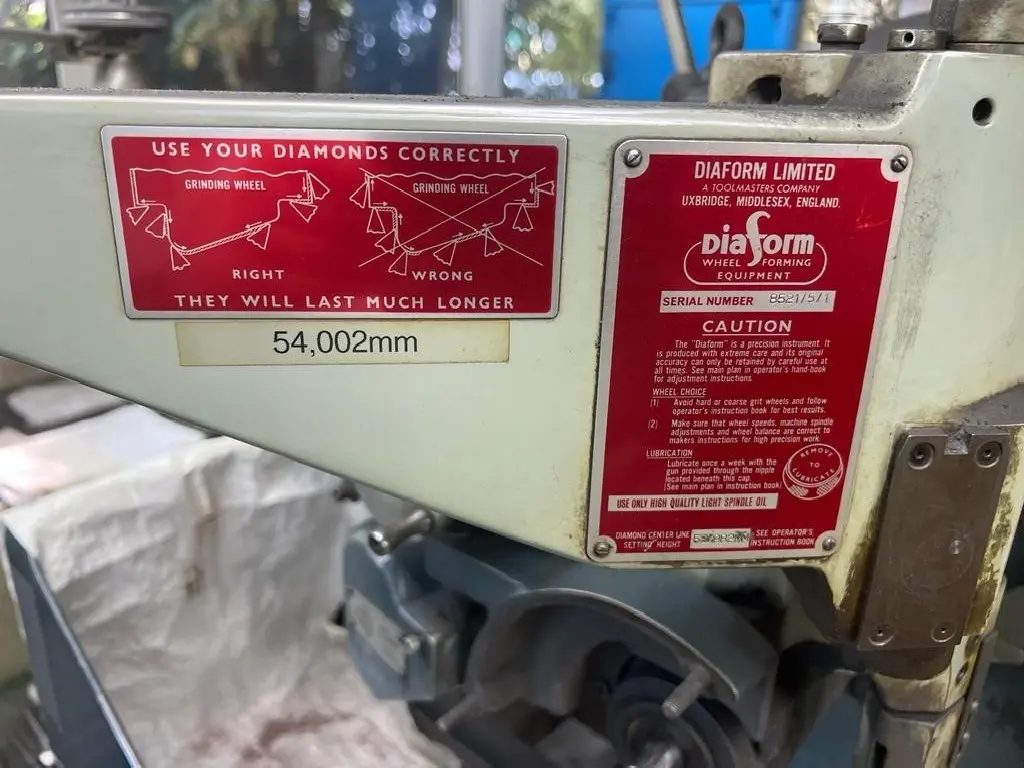 USE YOUR DIAMONDS CORRECTLY
GRINDING WHEEL
GRINDING WHEEL
RIGHT
WRONG
THEY WILL LAST MUCH LONGER
54,002mm
DIAFORM LIMITED
A TOOLMASTERS COMPANY
UXBRIDGE, MIDDLESEX, ENGLAND.
Diaform
WHEEL FORMING
EQUIPMENT
SERIAL NUMBER 8621/5/1
CAUTION
The "Diaform" is a precision instrument. It
is produced with extreme care and its original
accuracy can only be retained by careful use at
all times. See main plan in operator's hand-book
for adjustment instructions.
WHEEL CHOICE
(1) Avoid hard or coarse grit wheels and follow
operator's instruction book for best results.
(2) Make sure that wheel speeds, machine spindle
adjustments and wheel balance are correct to
makers instructions for high precision work.
LUBRICATION
Lubricate once a week with the
gun provided through the nipple
located beneath this cap.
(See main plan in instruction book)
REMOVE
TO
LUBRICATE
USE ONLY HIGH QUALITY LIGHT SPINDLE OIL
DIAMOND CENTER LINE
SETTING HEIGHT
SEE OPERATOR'S
INSTRUCTION BOOK